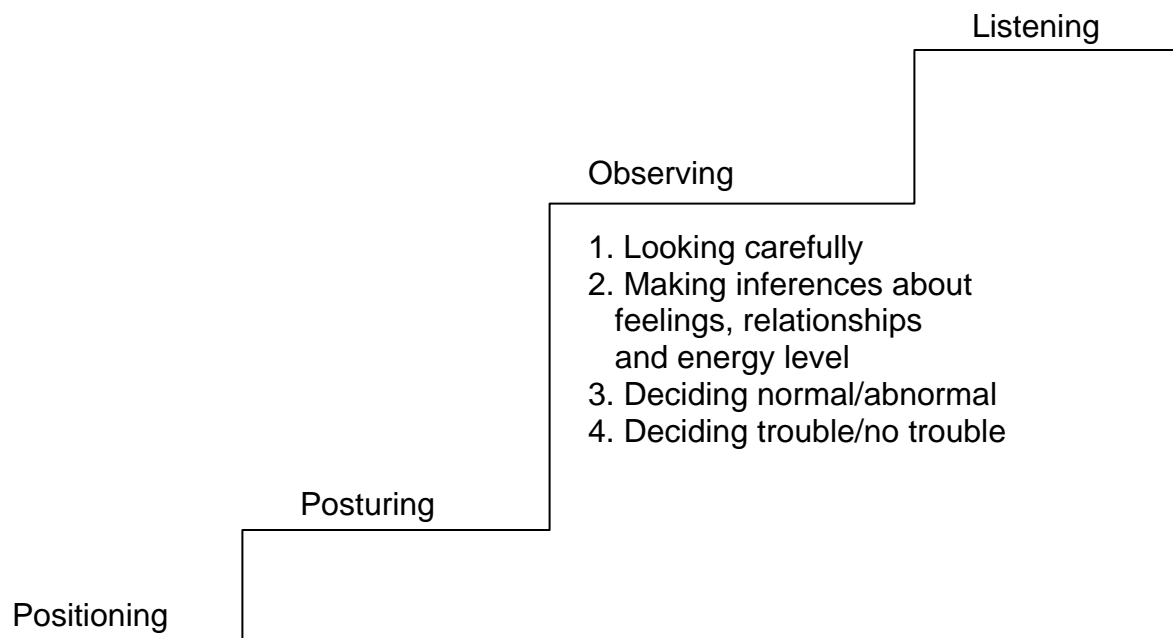 Listening
Observing
1. Looking carefully
2. Making inferences about
feelings, relationships
and energy level
3. Deciding normal/abnormal
4. Deciding trouble/no trouble
Posturing
Positioning